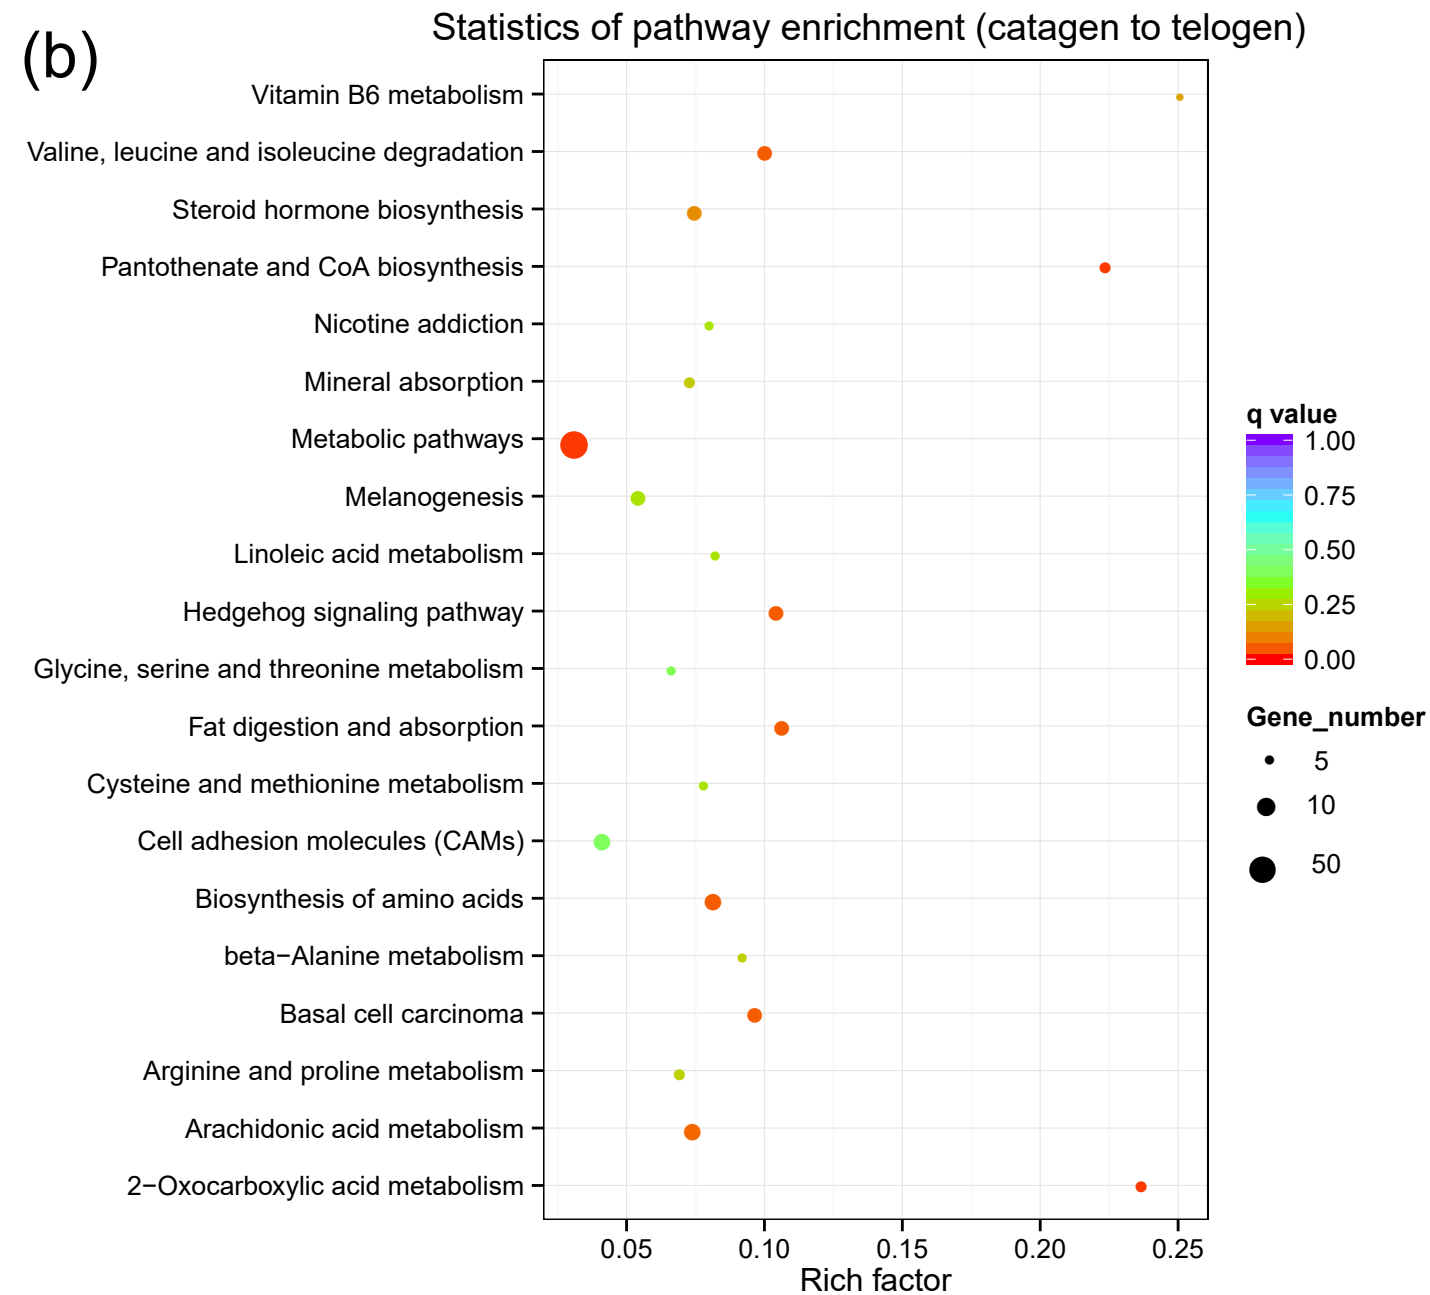 (b)
Statistics of pathway enrichment (catagen to telogen)
Vitamin B6 metabolism
Valine, leucine and isoleucine degradation
Steroid hormone biosynthesis
Pantothenate and CoA biosynthesis
Nicotine addiction
Mineral absorption
Metabolic pathways
Melanogenesis
Linoleic acid metabolism
Hedgehog signaling pathway
Glycine, serine and threonine metabolism
Fat digestion and absorption
Cysteine and methionine metabolism
Cell adhesion molecules (CAMs)
Biosynthesis of amino acids
beta−Alanine metabolism
Basal cell carcinoma
Arginine and proline metabolism
Arachidonic acid metabolism
2−Oxocarboxylic acid metabolism
0.05 0.10 0.15 0.20 0.25
Rich factor
q value
1.00
0.75
0.50
0.25
0.00
Gene_number
5
10
50